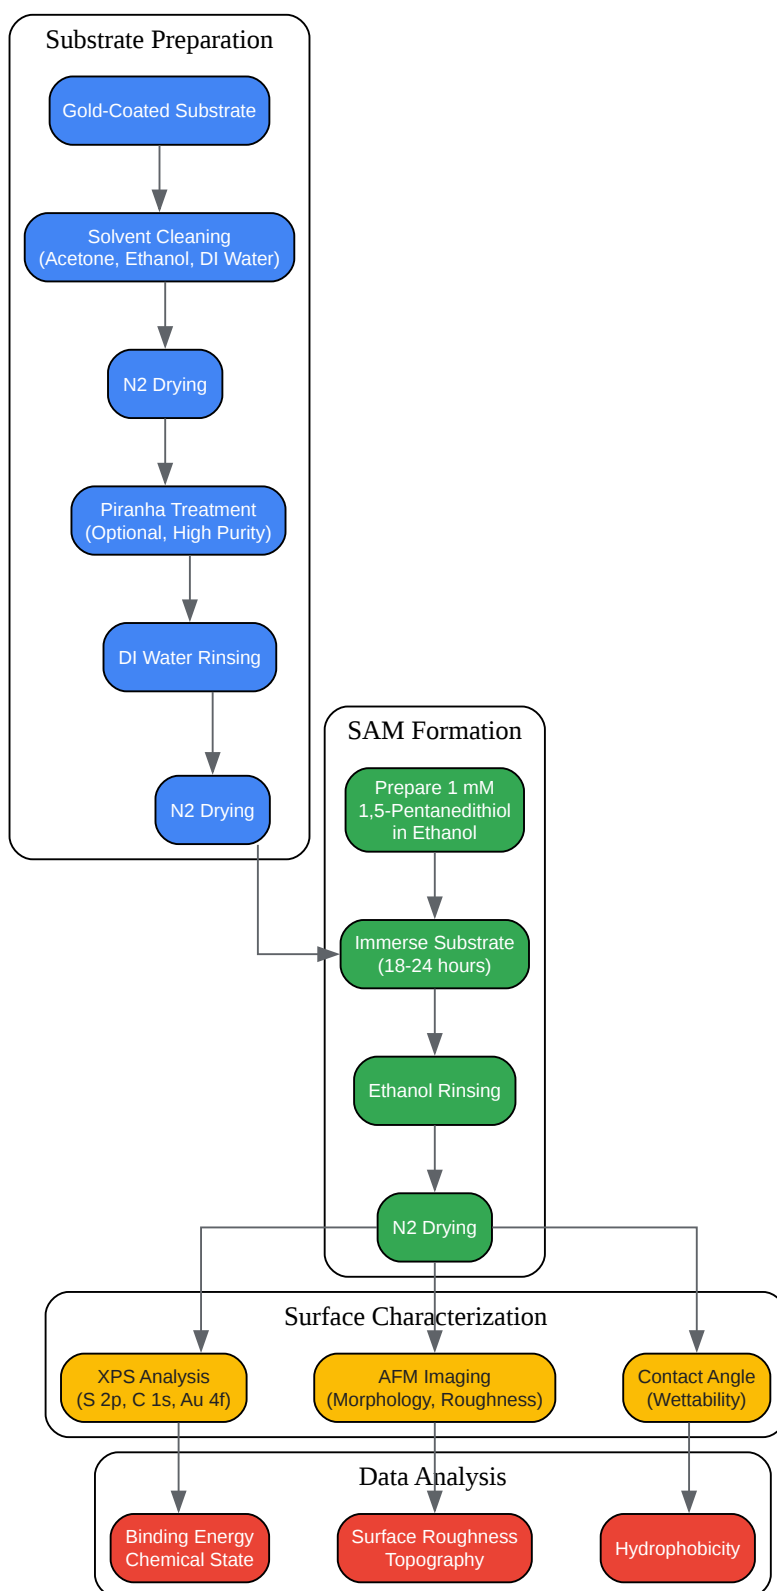 Substrate Preparation
Gold-Coated Substrate
Solvent Cleaning
(Acetone, Ethanol, DI Water)
N2 Drying
Piranha Treatment
(Optional, High Purity)
DI Water Rinsing
N2 Drying
SAM Formation
Prepare 1 mM
1,5-Pentanedithiol
in Ethanol
Immerse Substrate
(18-24 hours)
Ethanol Rinsing
N2 Drying
Surface Characterization
XPS Analysis
(S 2p, C 1s, Au 4f)
AFM Imaging
(Morphology, Roughness)
Contact Angle
(Wettability)
Data Analysis
Binding Energy
Chemical State
Surface Roughness
Topography
Hydrophobicity